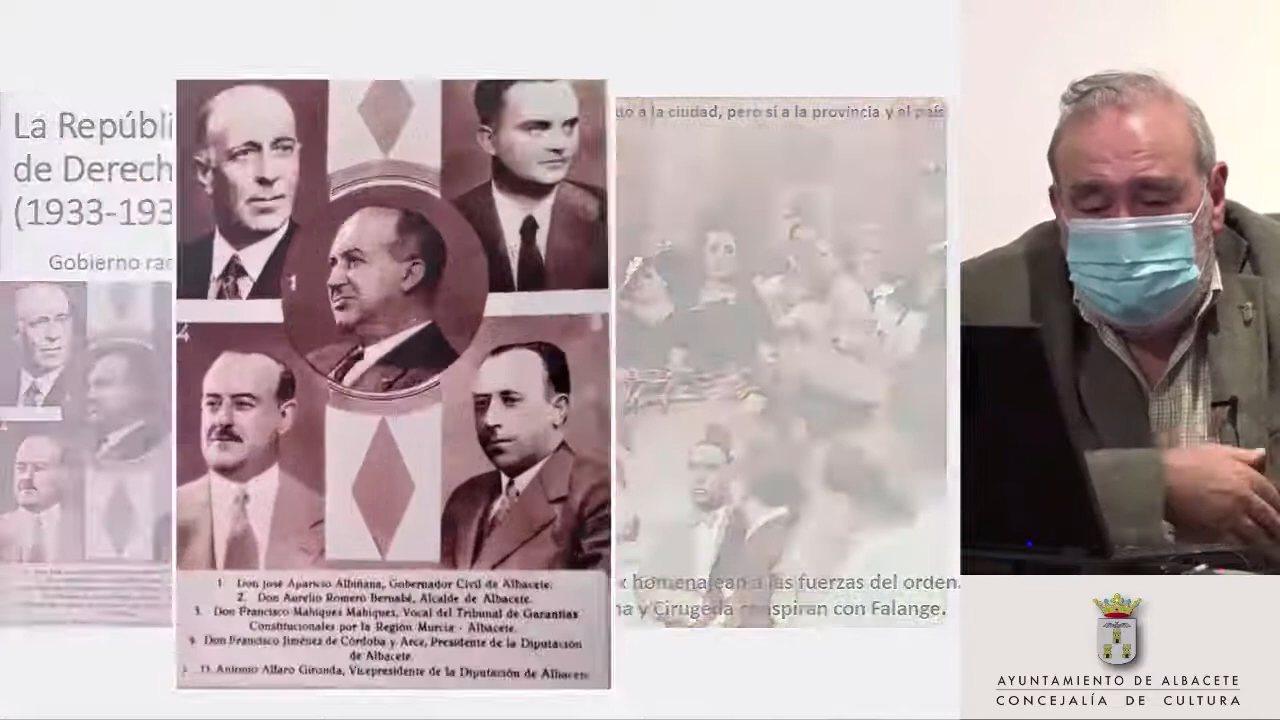 La Repúbli
de Derech
(1933-193
Gobierno rac
do a la ciudad, pero sí a la provincia y el país
1 Don José Aparicio Albiñana, Gobernador Civil de Albacete.
2. Don Aurelio Romero Bernabé, Alcalde de Albacete.
3. Don Francisco Mahiques Mahiques, Vocal del Tribunal de Garantías
Constitucionales por la Región Murcia - Albacete.
4 Don Francisco Jiménez de Córdoba y Arce, Presidente de la Diputación
de Albacete.
D. Antonio Alfaro Gironda, Vicepresidente de la Diputación de Albacete
x homenajean a las fuerzas del orden.
na y Cirugeda conspiran con Falange.
AYUNTAMIENTO DE ALBACETE
CONCEJALÍA DE CULTURA